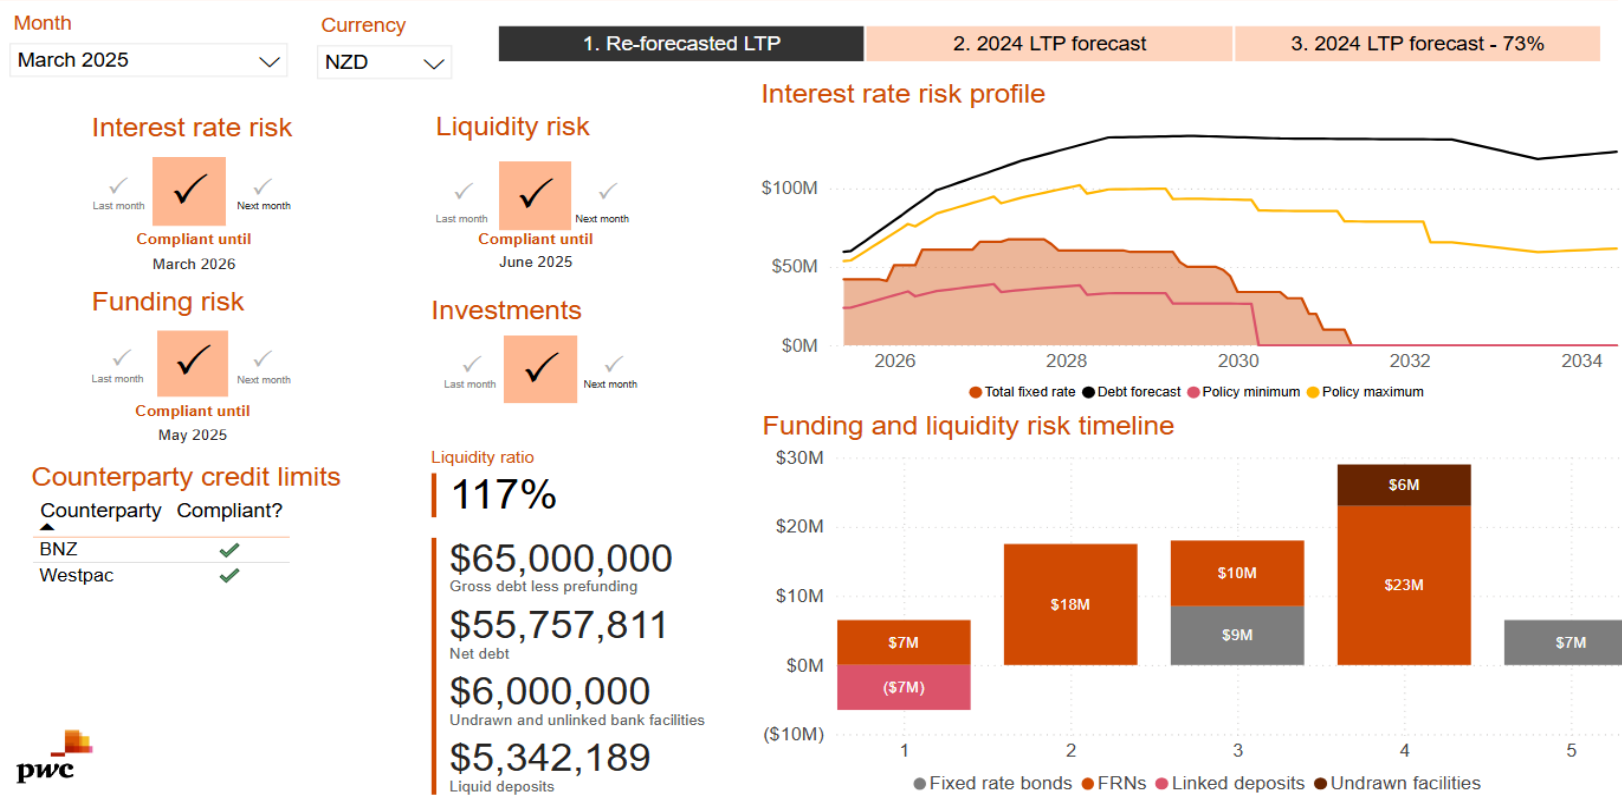 Month
March 2025
Currency
NZD
1. Re-forecasted LTP
2. 2024 LTP forecast
3. 2024 LTP forecast - 73%
Interest rate risk
Last month
Next month
Compliant until
March 2026
Liquidity risk
Last month
Next month
Compliant until
June 2025
Funding risk
Last month
Next month
Compliant until
May 2025
Investments
Last month
Next month
Counterparty credit limits
Counterparty Compliant?
BNZ
Westpac
pwc
Liquidity ratio
117%
$65,000,000
Gross debt less prefunding
$55,757,811
Net debt
$6,000,000
Undrawn and unlinked bank facilities
$5,342,189
Liquid deposits
Interest rate risk profile
$100M
$50M
$0M
2026 2028 2030 2032 2034
Total fixed rate Debt forecast Policy minimum Policy maximum
Funding and liquidity risk timeline
$30M
$20M
$10M
$0M
($10M)
$7M
($7M)
$18M
$10M
$9M
$6M
$23M
$7M
1 2 3 4 5
Fixed rate bonds FRNs Linked deposits Undrawn facilities